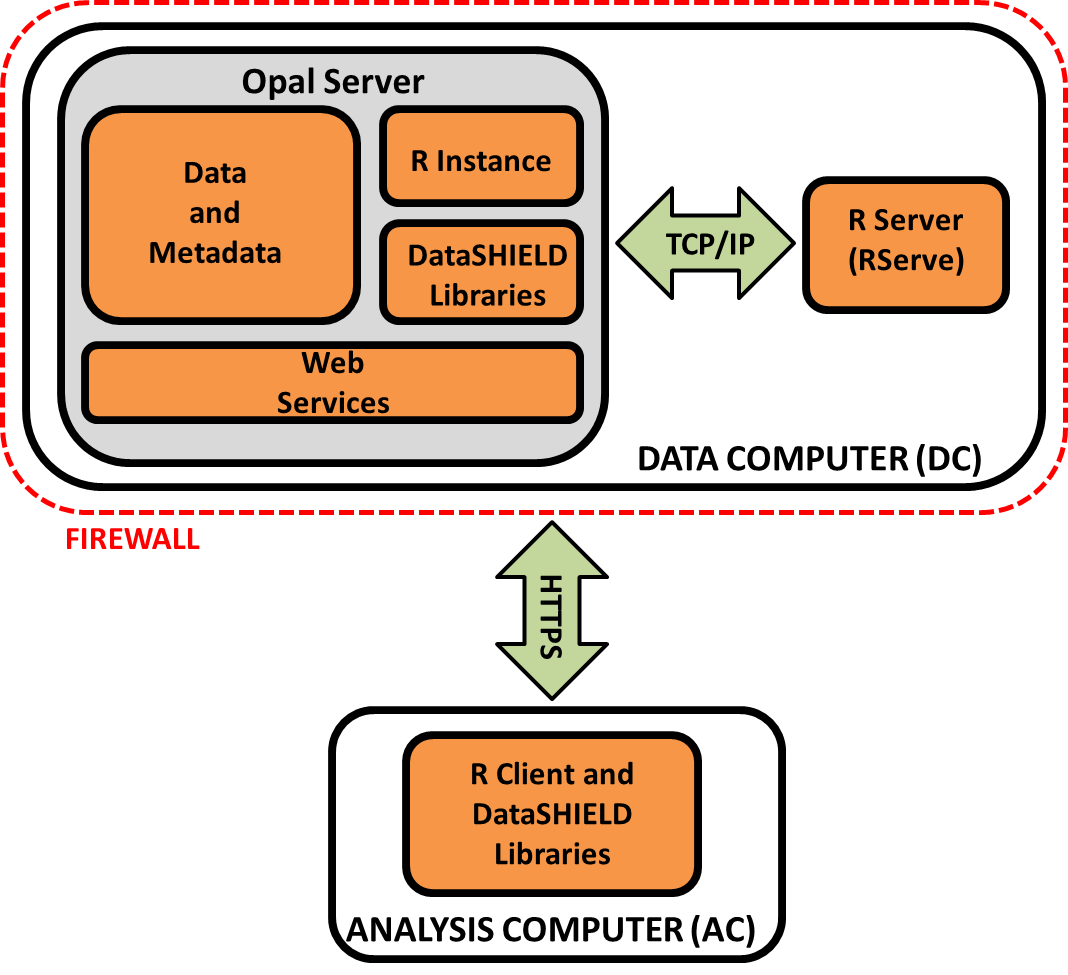 Opal Server
Data
and
Metadata
R Instance
DataSHIELD
Libraries
Web
Services
TCP/IP
R Server
(RServe)
DATA COMPUTER (DC)
FIREWALL
HTTPS
R Client and
DataSHIELD
Libraries
ANALYSIS COMPUTER (AC)